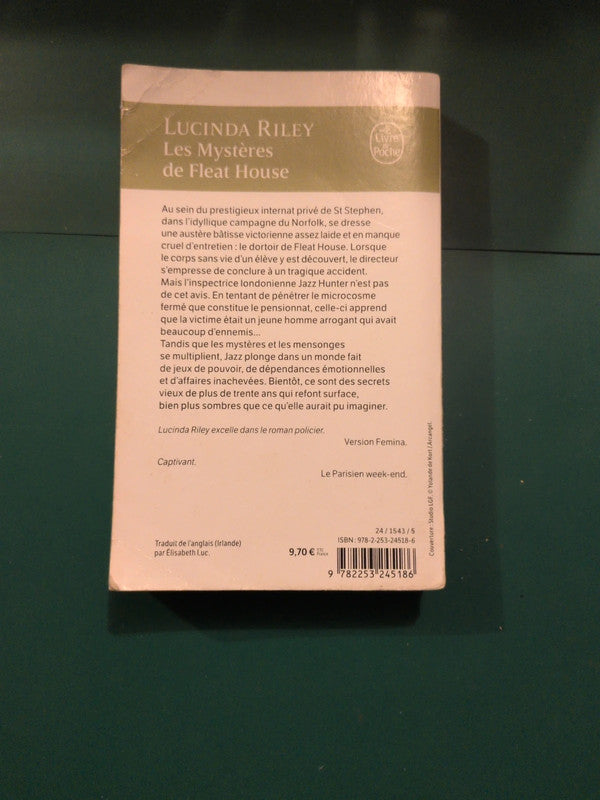 LUCINDA RILEY
Les Mystères
de Fleat House
Le
Livre
de
Poche
Au sein du prestigieux internat privé de St Stephen,
dans l'idyllique campagne du Norfolk, se dresse
une austère bâtisse victorienne assez laide et en manque
cruel d'entretien : le dortoir de Fleat House. Lorsque
le corps sans vie d'un élève y est découvert, le directeur
s'empresse de conclure à un tragique accident.
Mais l'inspectrice londonienne Jazz Hunter n'est pas
de cet avis. En tentant de pénétrer le microcosme
fermé que constitue le pensionnat, celle-ci apprend
que la victime était un jeune homme arrogant qui avait
beaucoup d'ennemis...
Tandis que les mystères et les mensonges
se multiplient, Jazz plonge dans un monde fait
de jeux de pouvoir, de dépendances émotionnelles
et d'affaires inachevées. Bientôt, ce sont des secrets
vieux de plus de trente ans qui refont surface,
bien plus sombres que ce qu'elle aurait pu imaginer.
Lucinda Riley excelle dans le roman policier.
Version Femina.
Captivant.
Le Parisien week-end.
Couverture : Studio LGF. © Yolande de Kort / Arcangel.
Traduit de l'anglais (Irlande)
par Élisabeth Luc.
9,70 €
24 / 1543 / 5
ISBN : 978-2-253-24518-6
9 782253 245186